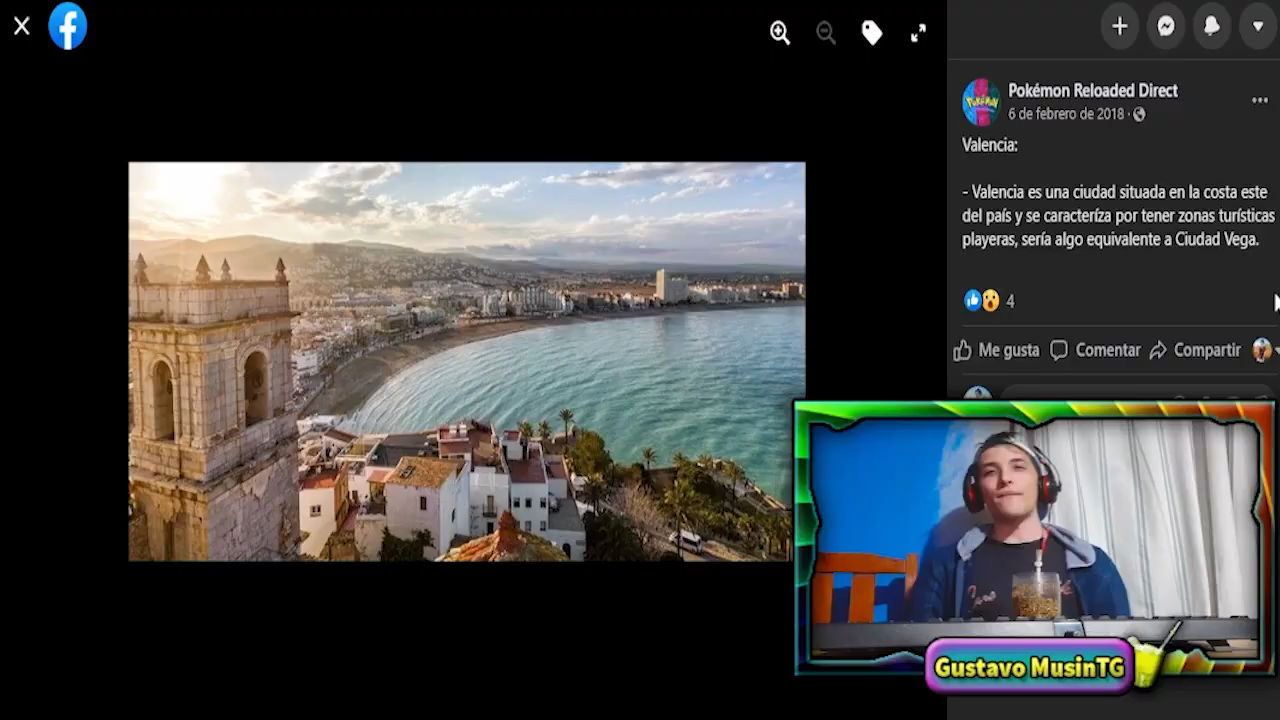 Pokémon Reloaded Direct
6 de febrero de 2018 ·
Valencia:
- Valencia es una ciudad situada en la costa este
del país y se caracteríza por tener zonas turísticas
playeras, sería algo equivalente a Ciudad Vega.
4
Me gusta Comentar Compartir
Gustavo MusinTG